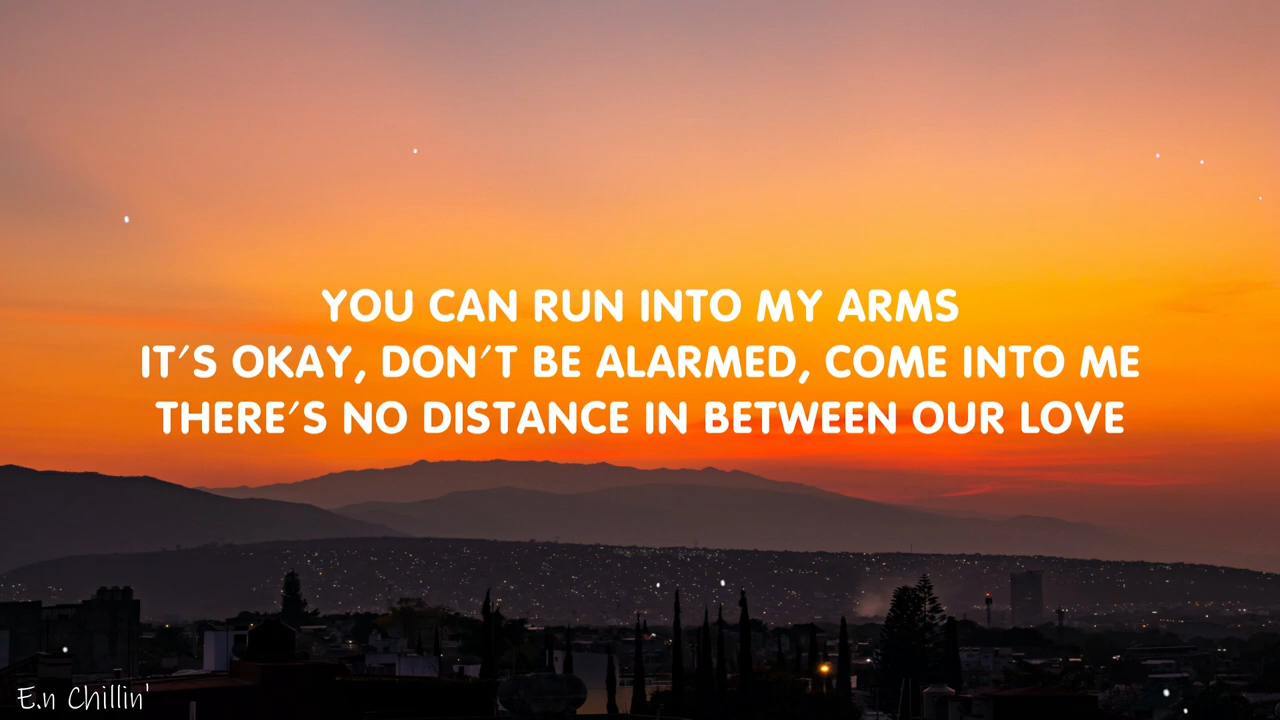 YOU CAN RUN INTO MY ARMS
IT'S OKAY, DON'T BE ALARMED, COME INTO ME
THERE'S NO DISTANCE IN BETWEEN OUR LOVE
E.n Chillin'